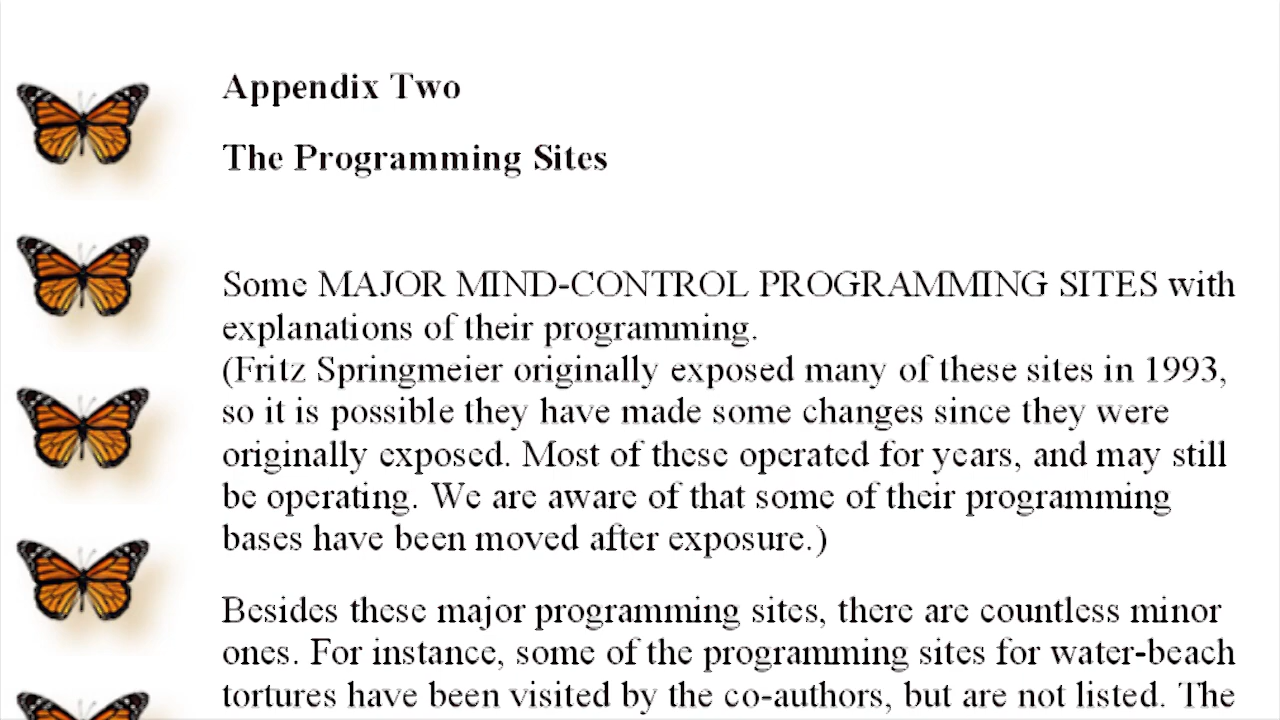 Appendix Two
The Programming Sites
Some MAJOR MIND-CONTROL PROGRAMMING SITES with
explanations of their programming.
(Fritz Springmeier originally exposed many of these sites in 1993,
so it is possible they have made some changes since they were
originally exposed. Most of these operated for years, and may still
be operating. We are aware of that some of their programming
bases have been moved after exposure.)
Besides these major programming sites, there are countless minor
ones. For instance, some of the programming sites for water-beach
tortures have been visited by the co-authors, but are not listed. The